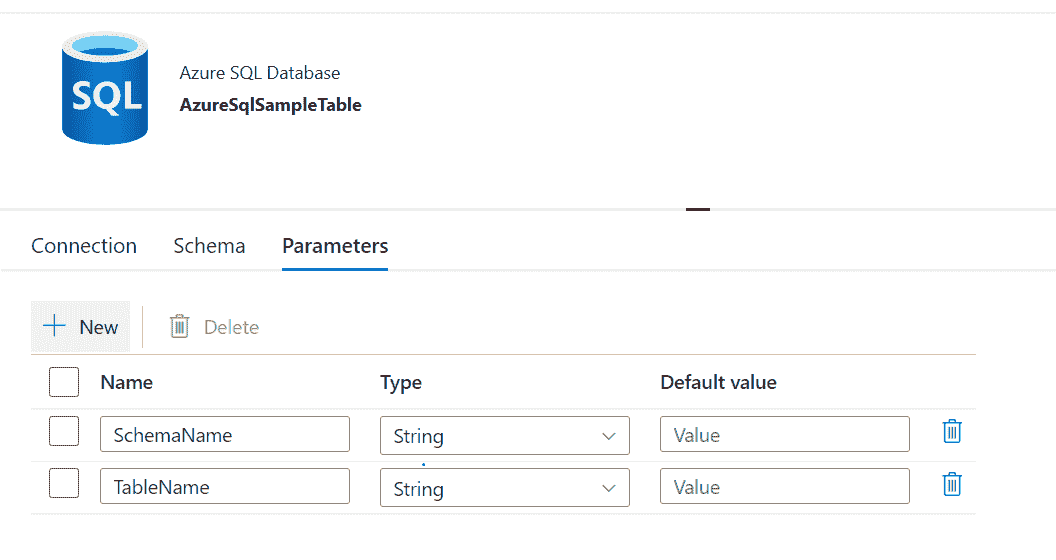 SQL
Azure SQL Database
AzureSqlSampleTable
Connection Schema Parameters
New Delete
Name Type Default value
SchemaName String Value
TableName String Value